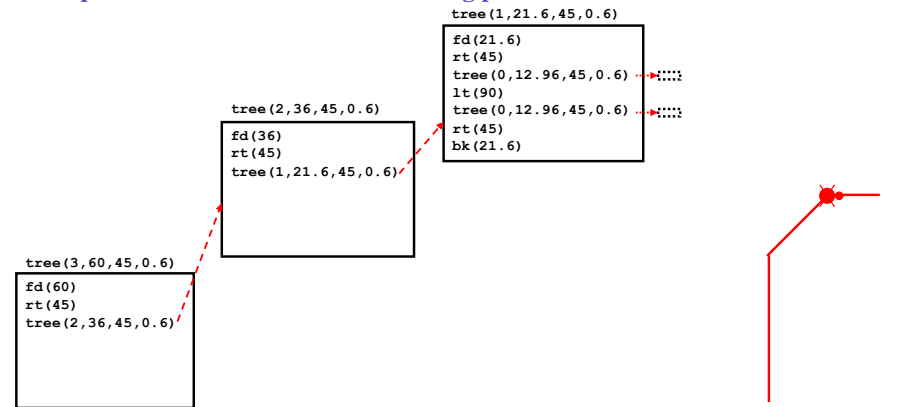 tree(1,21.6,45,0.6)
fd(21.6)
rt(45)
tree(0,12.96,45,0.6)
lt(90)
tree(0,12.96,45,0.6)
rt(45)
bk(21.6)
tree(2,36,45,0.6)
fd(36)
rt(45)
tree(1,21.6,45,0.6)
tree(3,60,45,0.6)
fd(60)
rt(45)
tree(2,36,45,0.6)